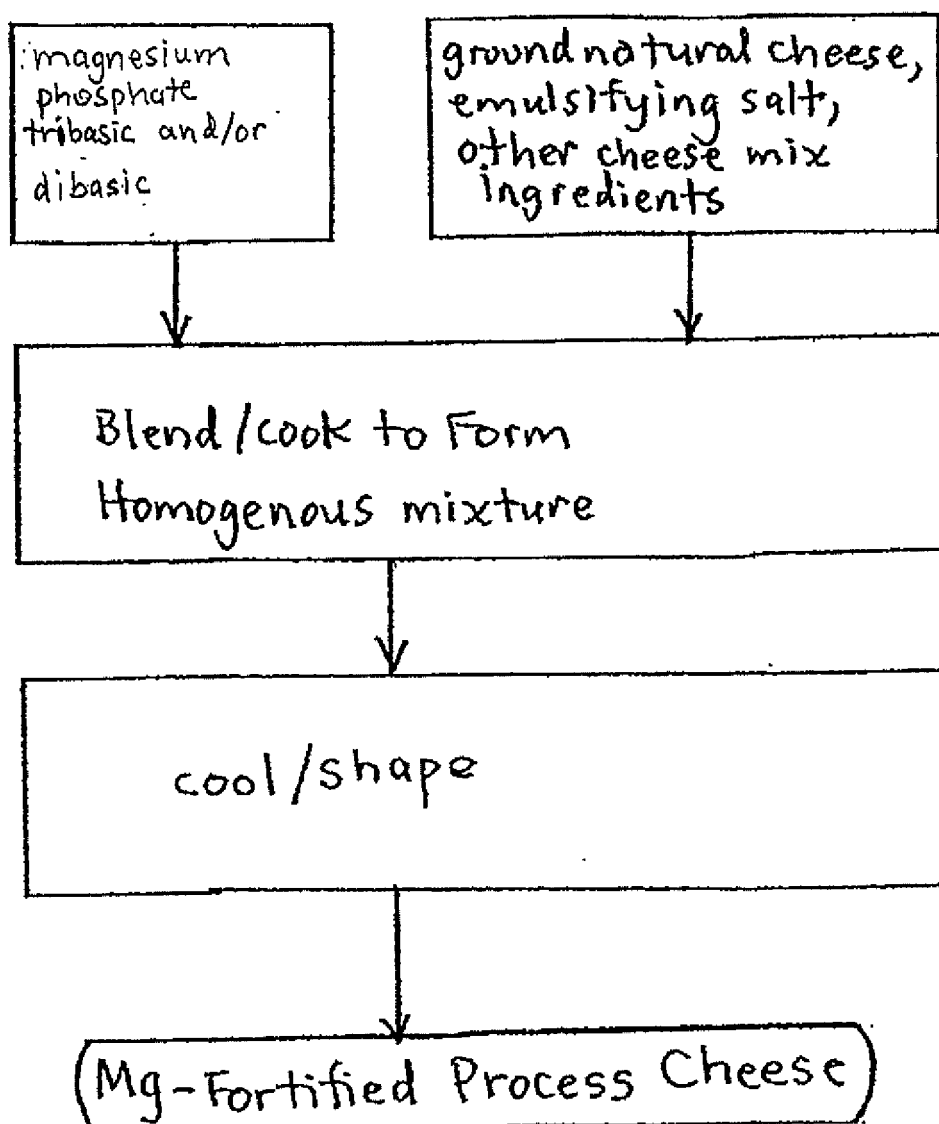 magnesium
phosphate
tribasic and/or
dibasic
ground natural cheese,
emulsifying salt,
other cheese mix
ingredients
Blend/cook to Form
Homogenous mixture
cool/shape
Mg-Fortified Process Cheese